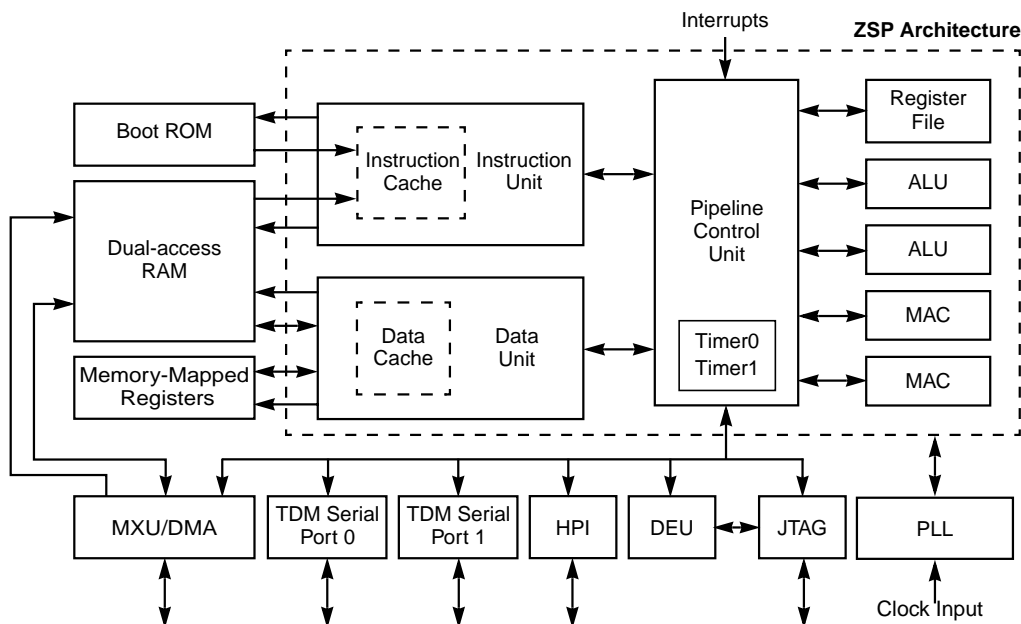 Interrupts
ZSP Architecture
Boot ROM
Instruction
Cache
Instruction
Unit
Register
File
Dual-access
RAM
Pipeline
Control
Unit
ALU
ALU
Data
Cache
Data
Unit
Timer0
Timer1
MAC
MAC
Memory-Mapped
Registers
MXU/DMA
TDM Serial
Port 0
TDM Serial
Port 1
HPI
DEU
JTAG
PLL
Clock Input